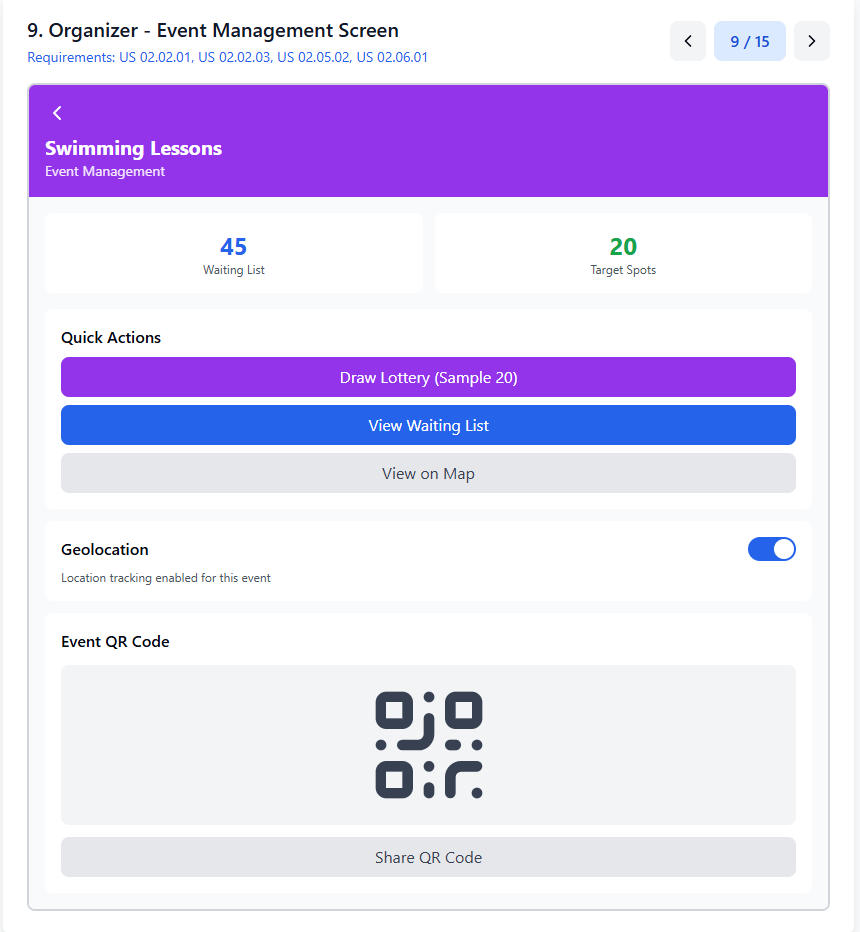 9. Organizer - Event Management Screen
Requirements: US 02.02.01, US 02.02.03, US 02.05.02, US 02.06.01
9 / 15
Swimming Lessons
Event Management
45
Waiting List
20
Target Spots
Quick Actions
Draw Lottery (Sample 20)
View Waiting List
View on Map
Geolocation
Location tracking enabled for this event
Event QR Code
Share QR Code